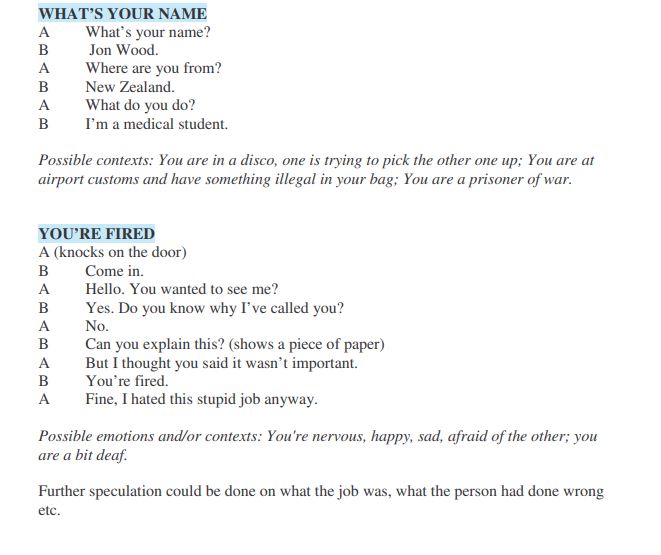 WHAT’S YOUR NAME
A What’s your name?
B Jon Wood.
A Where are you from?
B New Zealand.
A What do you do?
B I’m a medical student.
Possible contexts: You are in a disco, one is trying to pick the other one up; You are at
airport customs and have something illegal in your bag; You are a prisoner of war.
YOU’RE FIRED
A (knocks on the door)
B Come in.
A Hello. You wanted to see me?
B Yes. Do you know why I’ve called you?
A No.
B Can you explain this? (shows a piece of paper)
A But I thought you said it wasn’t important.
B You’re fired.
A Fine, I hated this stupid job anyway.
Possible emotions and/or contexts: You're nervous, happy, sad, afraid of the other; you
are a bit deaf.
Further speculation could be done on what the job was, what the person had done wrong
etc.